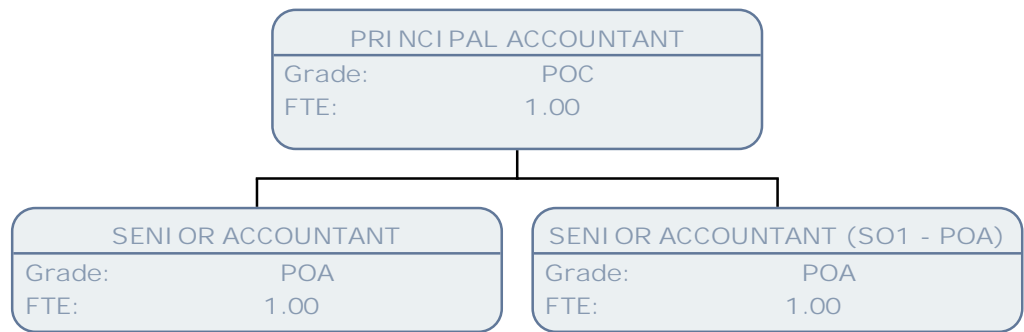 PRINCIPAL ACCOUNTANT
Grade: POC
FTE: 1.00
SENIOR ACCOUNTANT
Grade: POA
FTE: 1.00
SENIOR ACCOUNTANT (SO1 - POA)
Grade: POA
FTE: 1.00